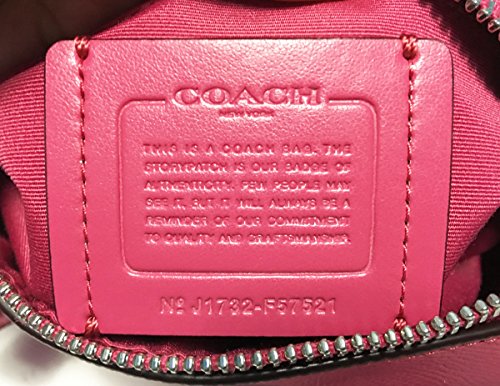 COACH
NEW YORK
THIS IS A COACH BAG. THE
STORYPATCH IS OUR BADGE OF
AUTHENTICITY. FEW PEOPLE MAY
SEE IT, BUT IT WILL ALWAYS BE A
REMINDER OF OUR COMMITMENT
TO QUALITY AND CRAFTSMANSHIP.
Nº J1732-F57521